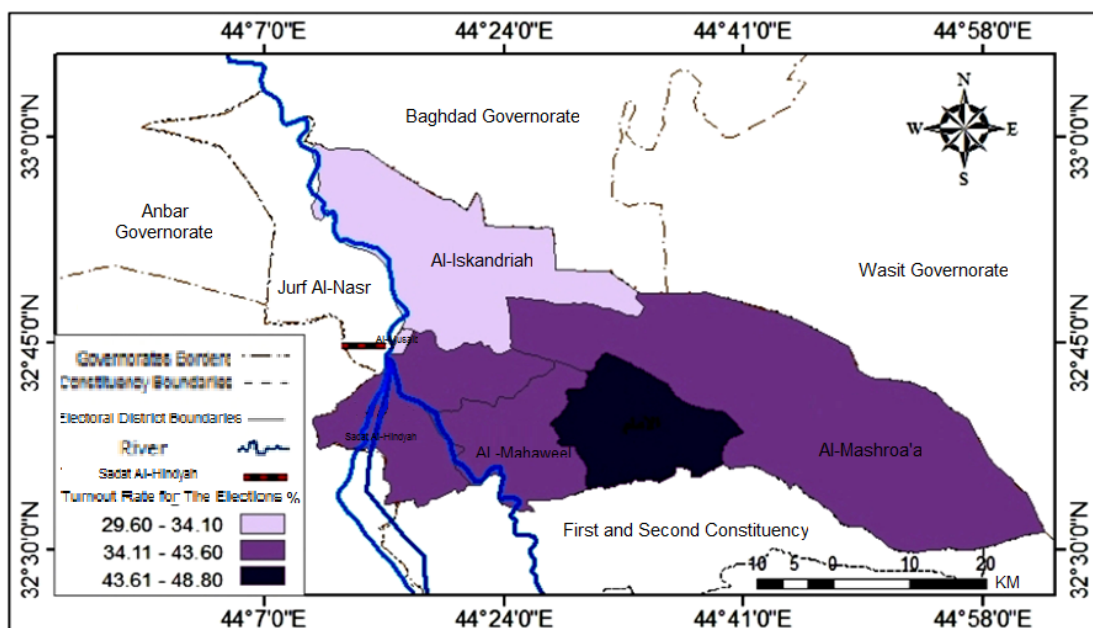 44°7'0"E 44°24'0"E 44°41'0"E 44°58'0"E
33°0'0"N
33°0'0"N
N
W E
S
Baghdad Governorate
Anbar
Governorate
Al-Iskandriah
Wasit Governorate
Jurf Al-Nasr
32°45'0"N
32°45'0"N
Governorates Borders
Constituency Boundaries
Electoral District Boundaries
River
Sadat Al-Hindyah
Turnout Rate for The Elections %
29.60 - 34.10
34.11 - 43.60
43.61 - 48.80
Sadat Al-Hindyah
AL -Mahaweel
Al-Mashroa'a
First and Second Constituency
32°30'0"N
32°30'0"N
10 5 0 10 20
KM
44°7'0"E 44°24'0"E 44°41'0"E 44°58'0"E